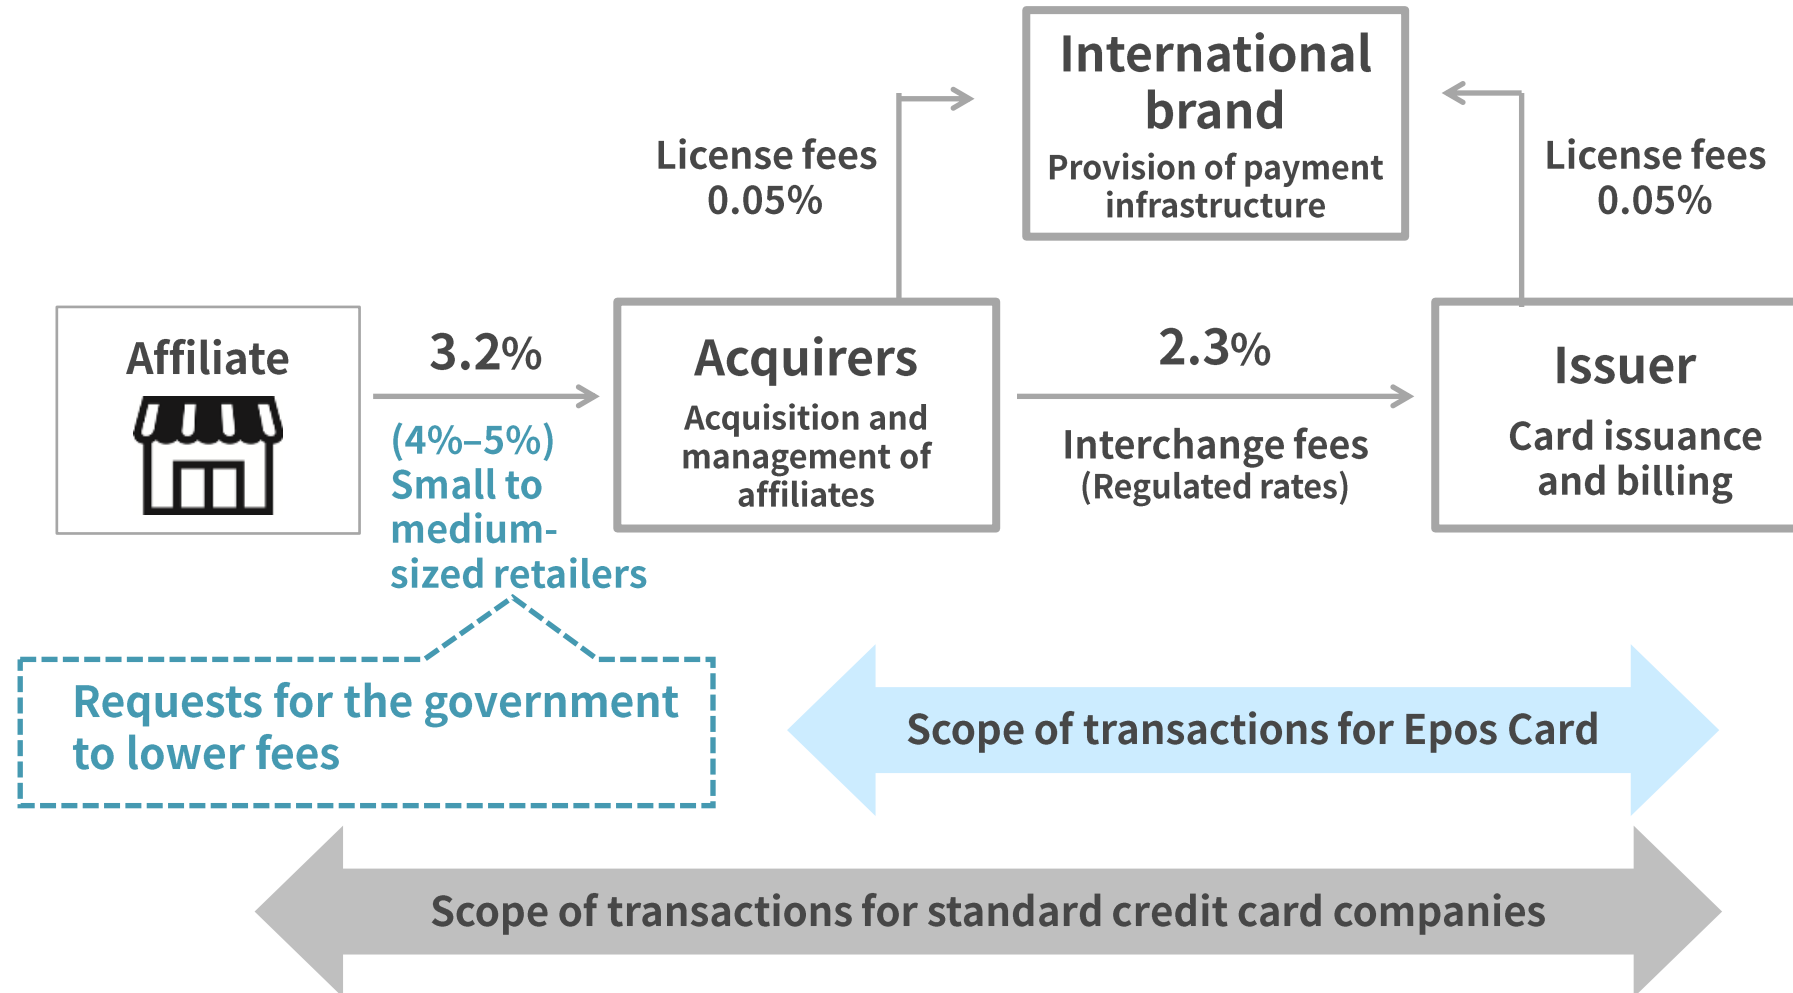 International
brand
Provision of payment
infrastructure
License fees
0.05%
License fees
0.05%
Affiliate
3.2%
(4%–5%)
Small to
medium-
sized retailers
Acquirers
Acquisition and
management of
affiliates
2.3%
Interchange fees
(Regulated rates)
Issuer
Card issuance
and billing
Requests for the government
to lower fees
Scope of transactions for Epos Card
Scope of transactions for standard credit card companies